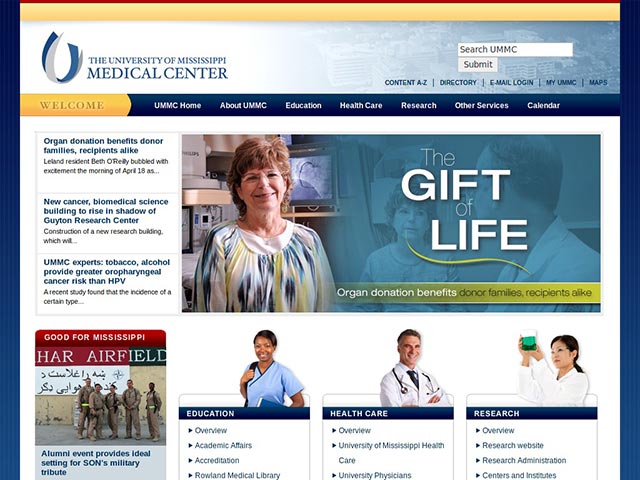 THE UNIVERSITY OF MISSISSIPPI
MEDICAL CENTER
Search UMMC
Submit
CONTENT A-Z | DIRECTORY | E-MAIL LOGIN | MY UMMC | MAPS
WELCOME
UMMC Home About UMMC Education Health Care Research Other Services Calendar
Organ donation benefits donor
families, recipients alike
Leland resident Beth O'Reilly bubbled with
excitement the morning of April 18 as...
New cancer, biomedical science
building to rise in shadow of
Guyton Research Center
Construction of a new research building,
which will...
UMMC experts: tobacco, alcohol
provide greater oropharyngeal
cancer risk than HPV
A recent study found that the incidence of a
certain type...
PHILIPS
The
GIFT
of
LIFE
Organ donation benefits donor families, recipients alike
GOOD FOR MISSISSIPPI
HAR AIRFIELD
Alumni event provides ideal
setting for SON's military
tribute
EDUCATION
Overview
Academic Affairs
Accreditation
Rowland Medical Library
HEALTH CARE
Overview
University of Mississippi Health
Care
University Physicians
RESEARCH
Overview
Research website
Research Administration
Centers and Institutes